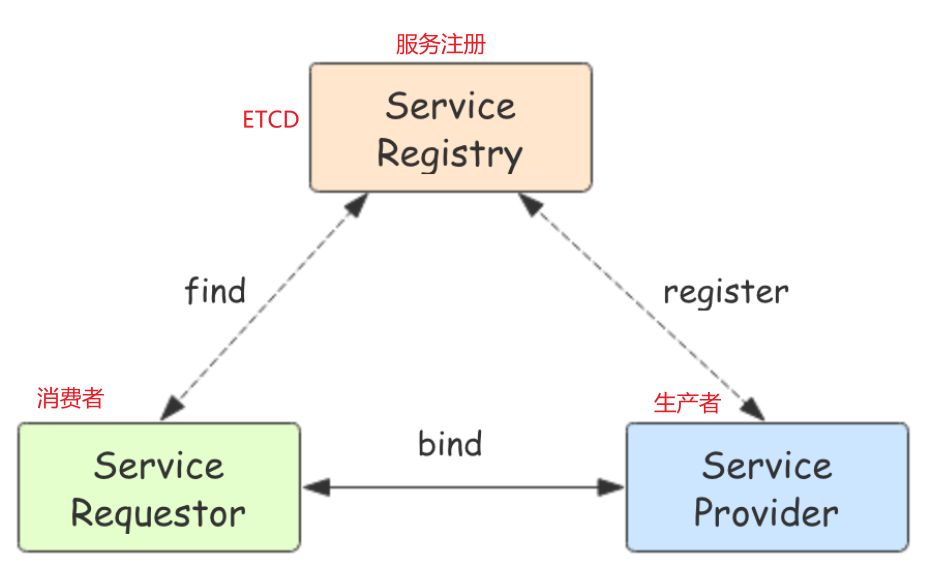 服务注册
ETCD
Service
Registry
find
register
消费者
生产者
Service
Requestor
bind
Service
Provider